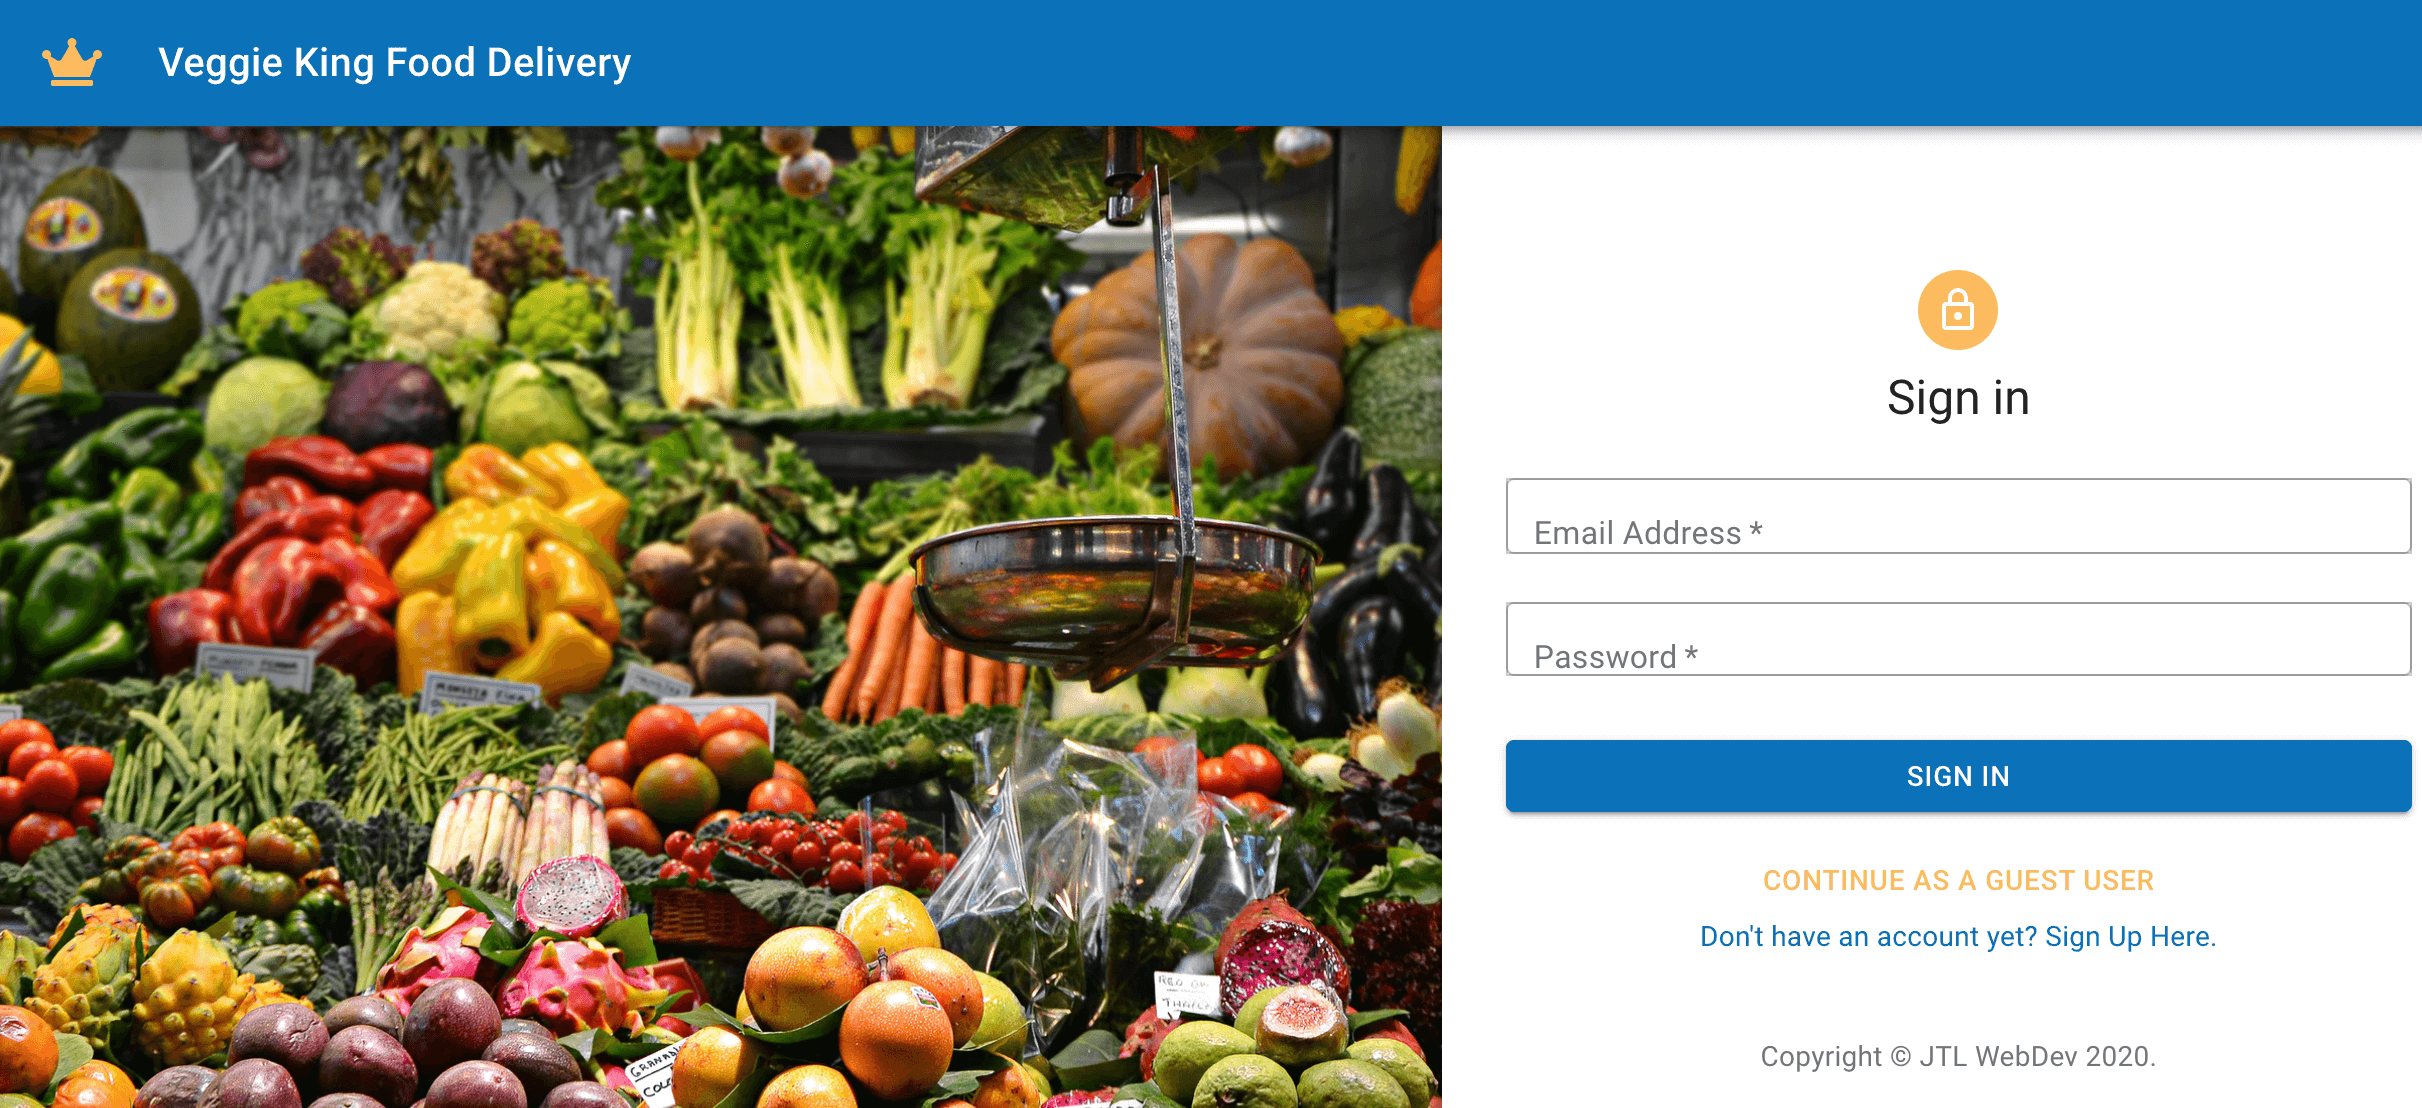 Veggie King Food Delivery
Sign in
Email Address *
Password *
SIGN IN
CONTINUE AS A GUEST USER
Don't have an account yet? Sign Up Here.
Copyright © JTL WebDev 2020.